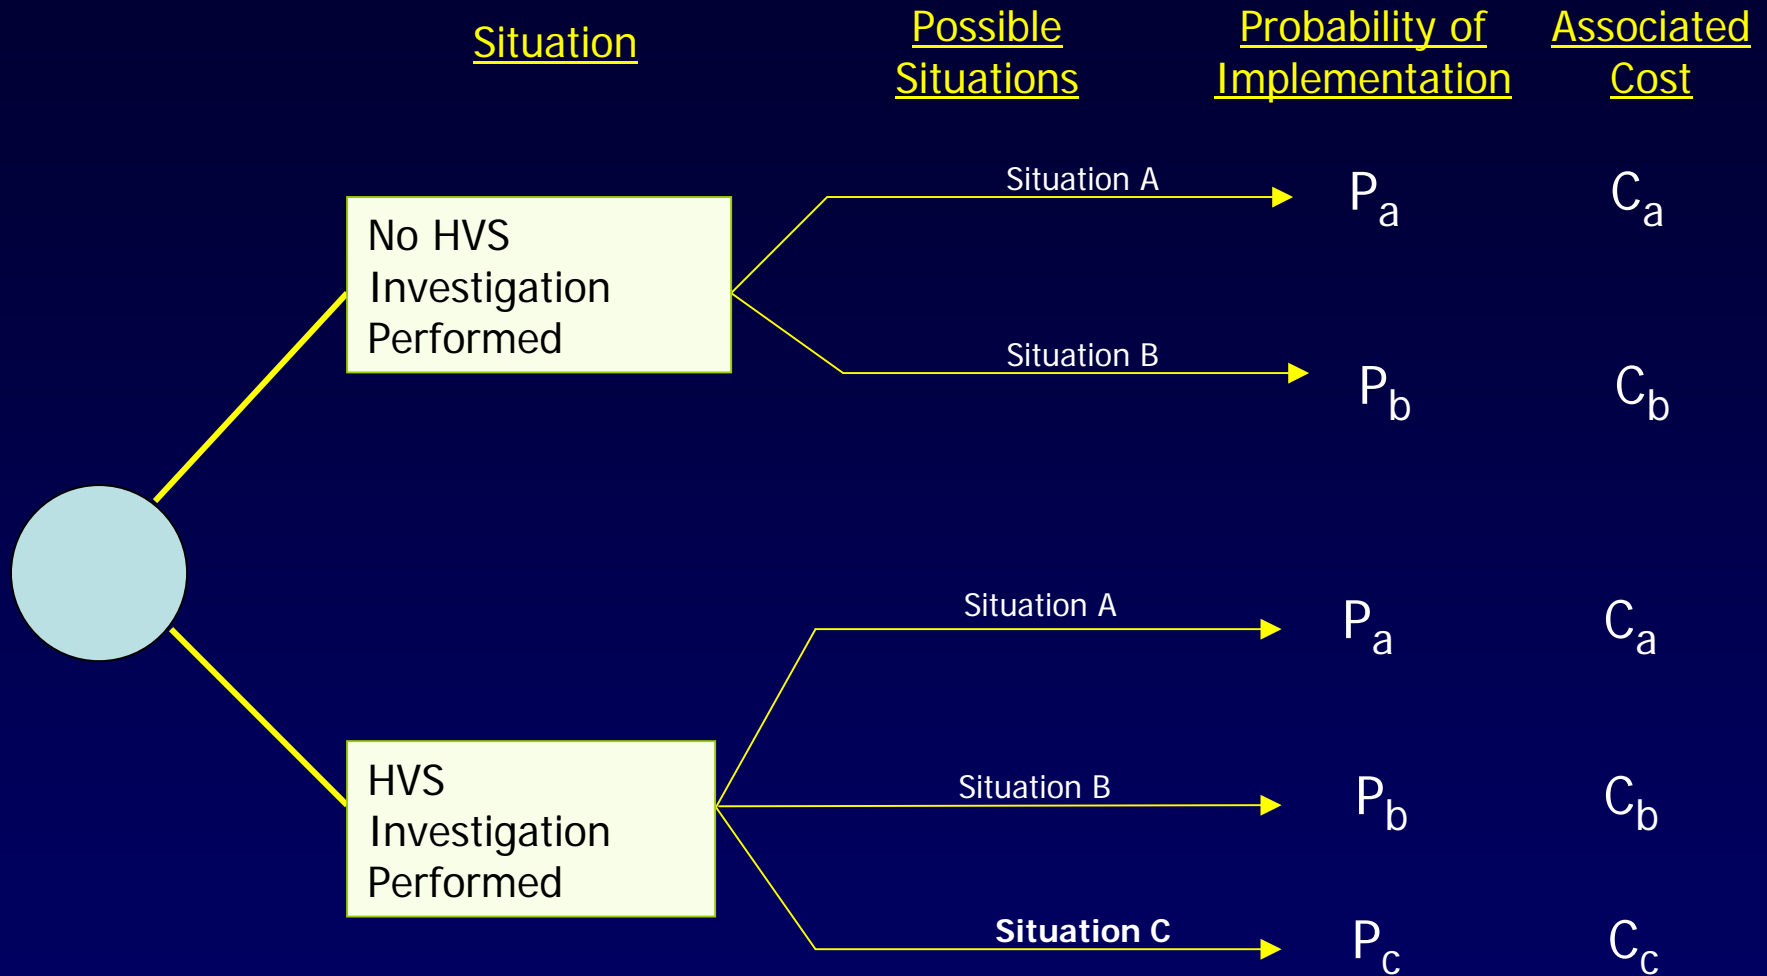 Situation
Possible
Situations
Probability of
Implementation
Associated
Cost
No HVS
Investigation
Performed
Situation A
Pa
Ca
Situation B
Pb
Cb
HVS
Investigation
Performed
Situation A
Pa
Ca
Situation B
Pb
Cb
Situation C
Pc
Cc